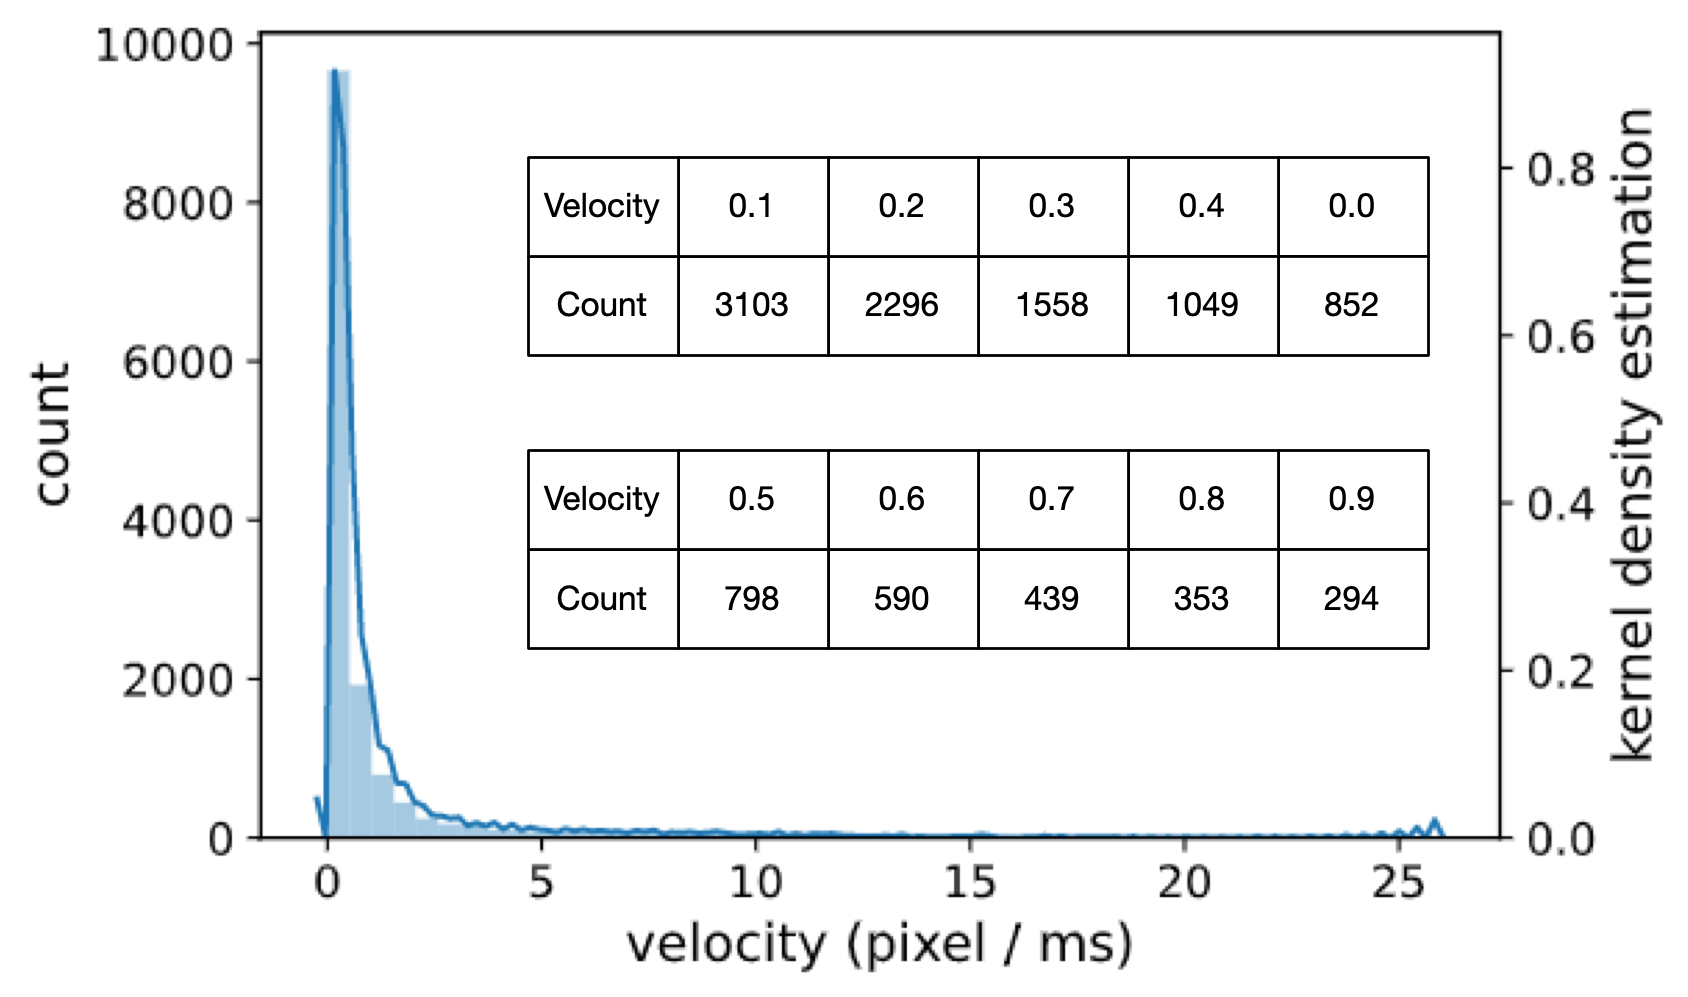 10000
8000
6000
4000
2000
0
count
Velocity 0.1 0.2 0.3 0.4 0.0
Count 3103 2296 1558 1049 852
Velocity 0.5 0.6 0.7 0.8 0.9
Count 798 590 439 353 294
0.8
0.6
0.4
0.2
0.0
kernel density estimation
0 5 10 15 20 25
velocity (pixel / ms)